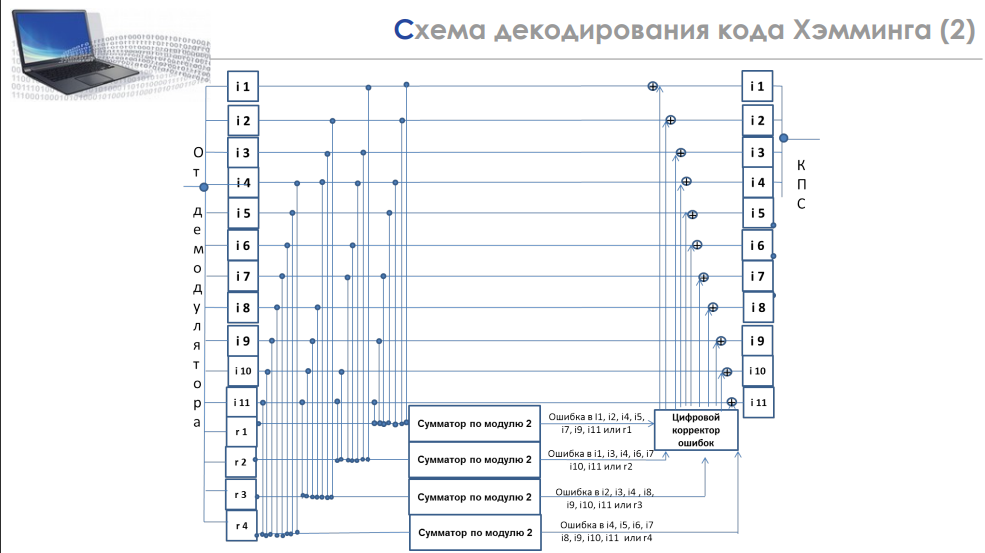 Схема декодирования кода Хэмминга (2)
От демодулятора
i 1
i 2
i 3
i 4
i 5
i 6
i 7
i 8
i 9
i 10
i 11
r 1
r 2
r 3
r 4
Сумматор по модулю 2
Сумматор по модулю 2
Сумматор по модулю 2
Сумматор по модулю 2
Ошибка в I1, i2, i4, i5,
i7, i9, i11 или r1
Ошибка в i1, i3, i4, i6, i7
i10, i11 или r2
Ошибка в i2, i3, i4 , i8,
i9, i10, i11 или r3
Ошибка в i4, i5, i6, i7
i8, i9, i10, i11 или r4
Цифровой
корректор
ошибок
i 1
i 2
i 3
i 4
i 5
i 6
i 7
i 8
i 9
i 10
i 11
КПС